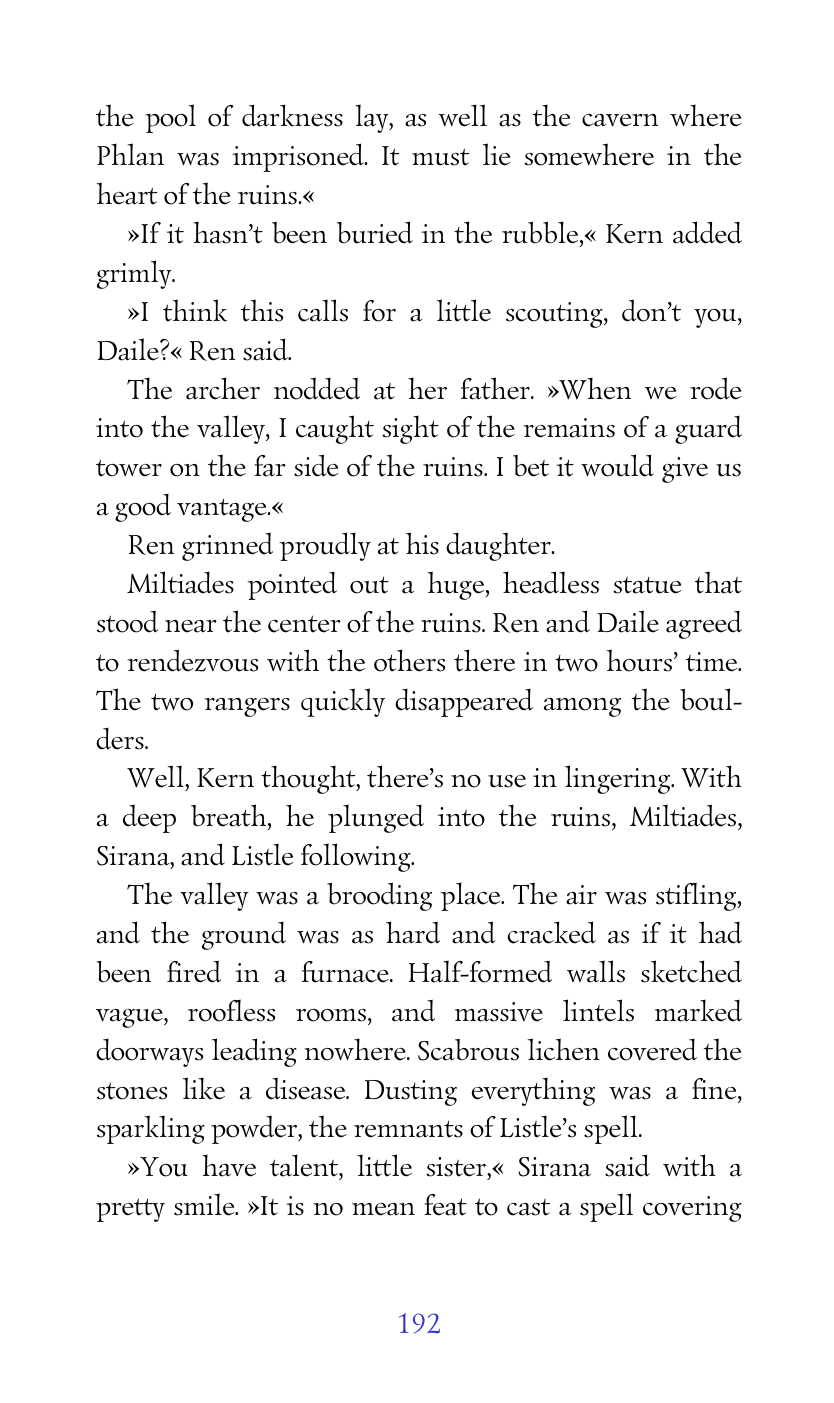 the pool of darkness lay, as well as the cavern where
Phlan was imprisoned. It must lie somewhere in the
heart of the ruins.«
»If it hasn’t been buried in the rubble,« Kern added
grimly.
»I think this calls for a little scouting, don’t you,
Daile?« Ren said.
The archer nodded at her father. »When we rode
into the valley, I caught sight of the remains of a guard
tower on the far side of the ruins. I bet it would give us
a good vantage.«
Ren grinned proudly at his daughter.
Miltiades pointed out a huge, headless statue that
stood near the center of the ruins. Ren and Daile agreed
to rendezvous with the others there in two hours’ time.
The two rangers quickly disappeared among the boul-
ders.
Well, Kern thought, there’s no use in lingering. With
a deep breath, he plunged into the ruins, Miltiades,
Sirana, and Listle following.
The valley was a brooding place. The air was stifling,
and the ground was as hard and cracked as if it had
been fired in a furnace. Half-formed walls sketched
vague, roofless rooms, and massive lintels marked
doorways leading nowhere. Scabrous lichen covered the
stones like a disease. Dusting everything was a fine,
sparkling powder, the remnants of Listle’s spell.
»You have talent, little sister,« Sirana said with a
pretty smile. »It is no mean feat to cast a spell covering
192